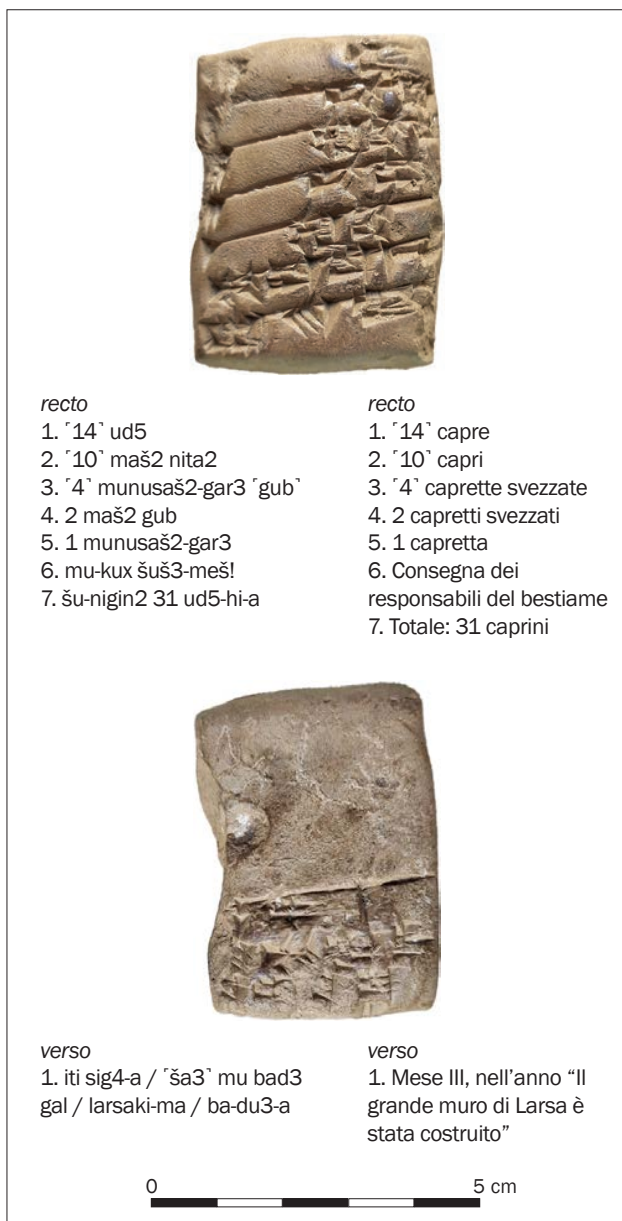 recto
1. ⸢14⸣ ud5
2. ⸢10⸣ maš2 nita2
3. ⸢4⸣ munusaš2-gar3 ⸢gub⸣
4. 2 maš2 gub
5. 1 munusaš2-gar3
6. mu-kux šuš3-meš!
7. šu-nigin2 31 ud5-hi-a
recto
1. ⸢14⸣ capre
2. ⸢10⸣ capri
3. ⸢4⸣ caprette svezzate
4. 2 capretti svezzati
5. 1 capretta
6. Consegna dei
responsabili del bestiame
7. Totale: 31 caprini
verso
1. iti sig4-a / ⸢ša3⸣ mu bad3
gal / larsaki-ma / ba-du3-a
verso
1. Mese III, nell’anno “Il
grande muro di Larsa è
stata costruito”
0 5 cm